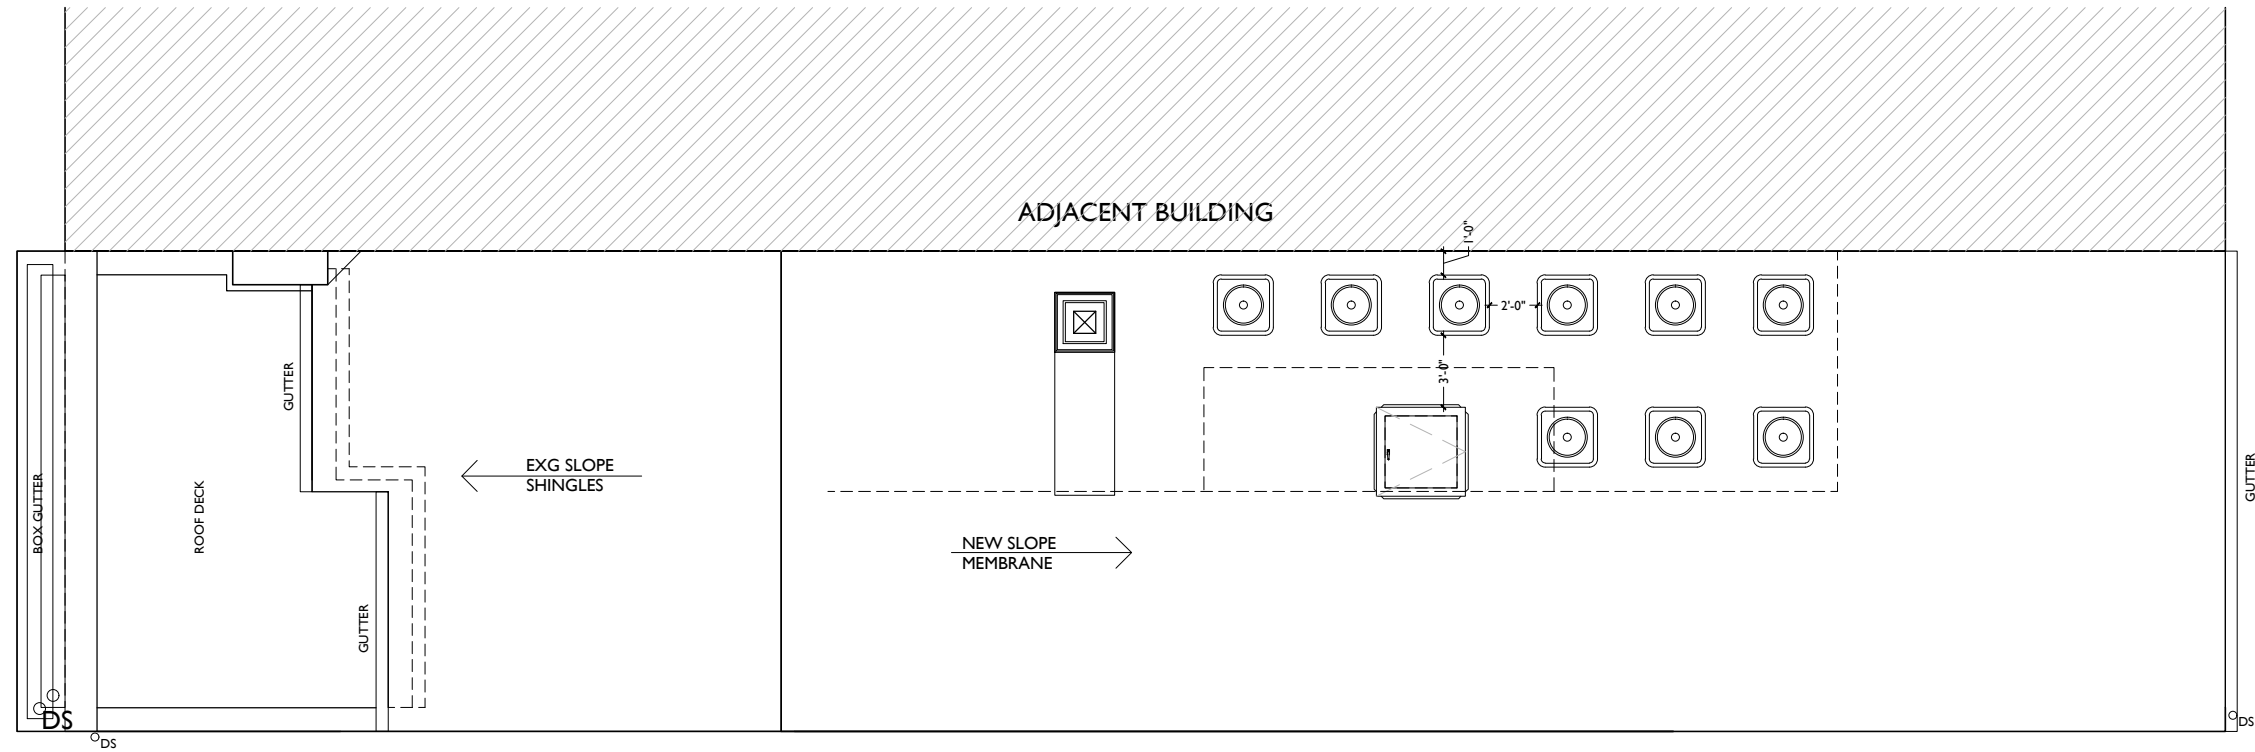 ADJACENT BUILDING
1'-0"
2'-0"
3'-0"
GUTTER
EXG SLOPE
SHINGLES
BOX GUTTER
ROOF DECK
GUTTER
NEW SLOPE
MEMBRANE
GUTTER
DS
DS
DS